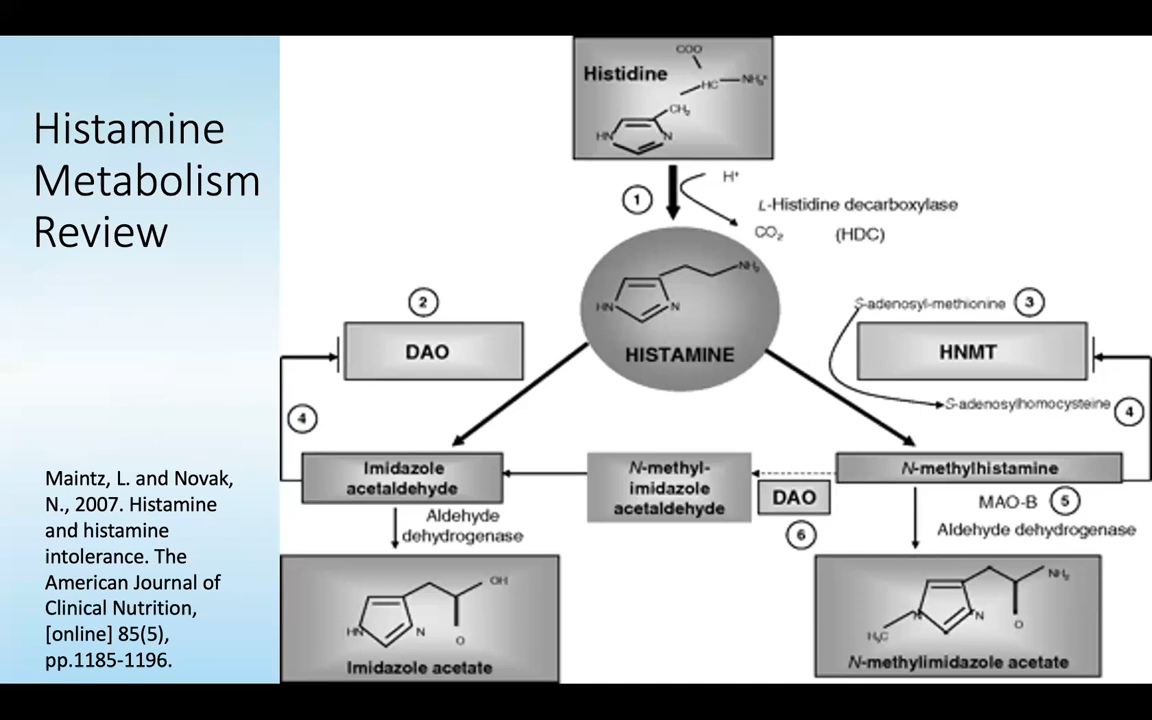 Histamine
Metabolism
Review
Maintz, L. and Novak,
N., 2007. Histamine
and histamine
intolerance. The
American Journal of
Clinical Nutrition,
[online] 85(5),
pp.1185-1196.
Histidine
COO
HC
NH₃⁺
CH₂
HN
N
1
H⁺
L-Histidine decarboxylase
CO₂
(HDC)
NH₂
HN
N
HISTAMINE
2
DAO
S-adenosyl-methionine
3
HNMT
S-adenosylhomocysteine
4
4
Imidazole
acetaldehyde
N-methyl-
imidazole
acetaldehyde
N-methylhistamine
DAO
6
MAO-B
5
Aldehyde
dehydrogenase
Aldehyde dehydrogenase
OH
HN
N
O
Imidazole acetate
NH₂
N
N
O
H₃C
N-methylimidazole acetate